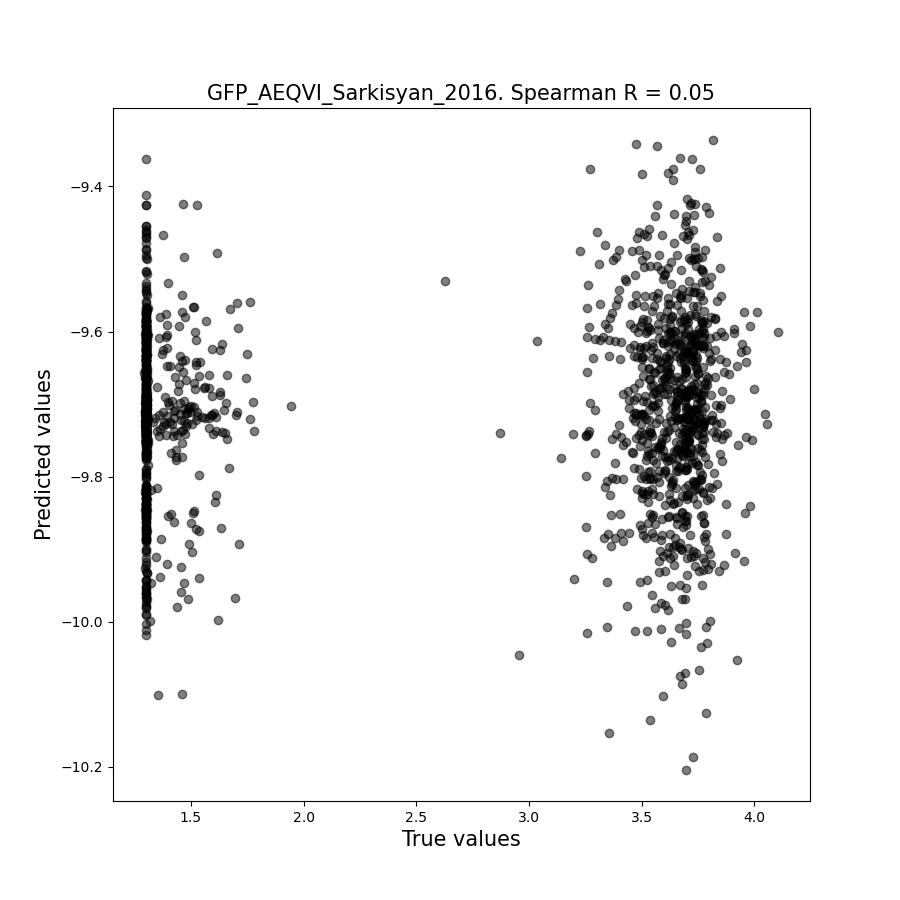 GFP_AEQVI_Sarkisyan_2016. Spearman R = 0.05
Predicted values
−9.4
−9.6
−9.8
−10.0
−10.2
1.5 2.0 2.5 3.0 3.5 4.0
True values